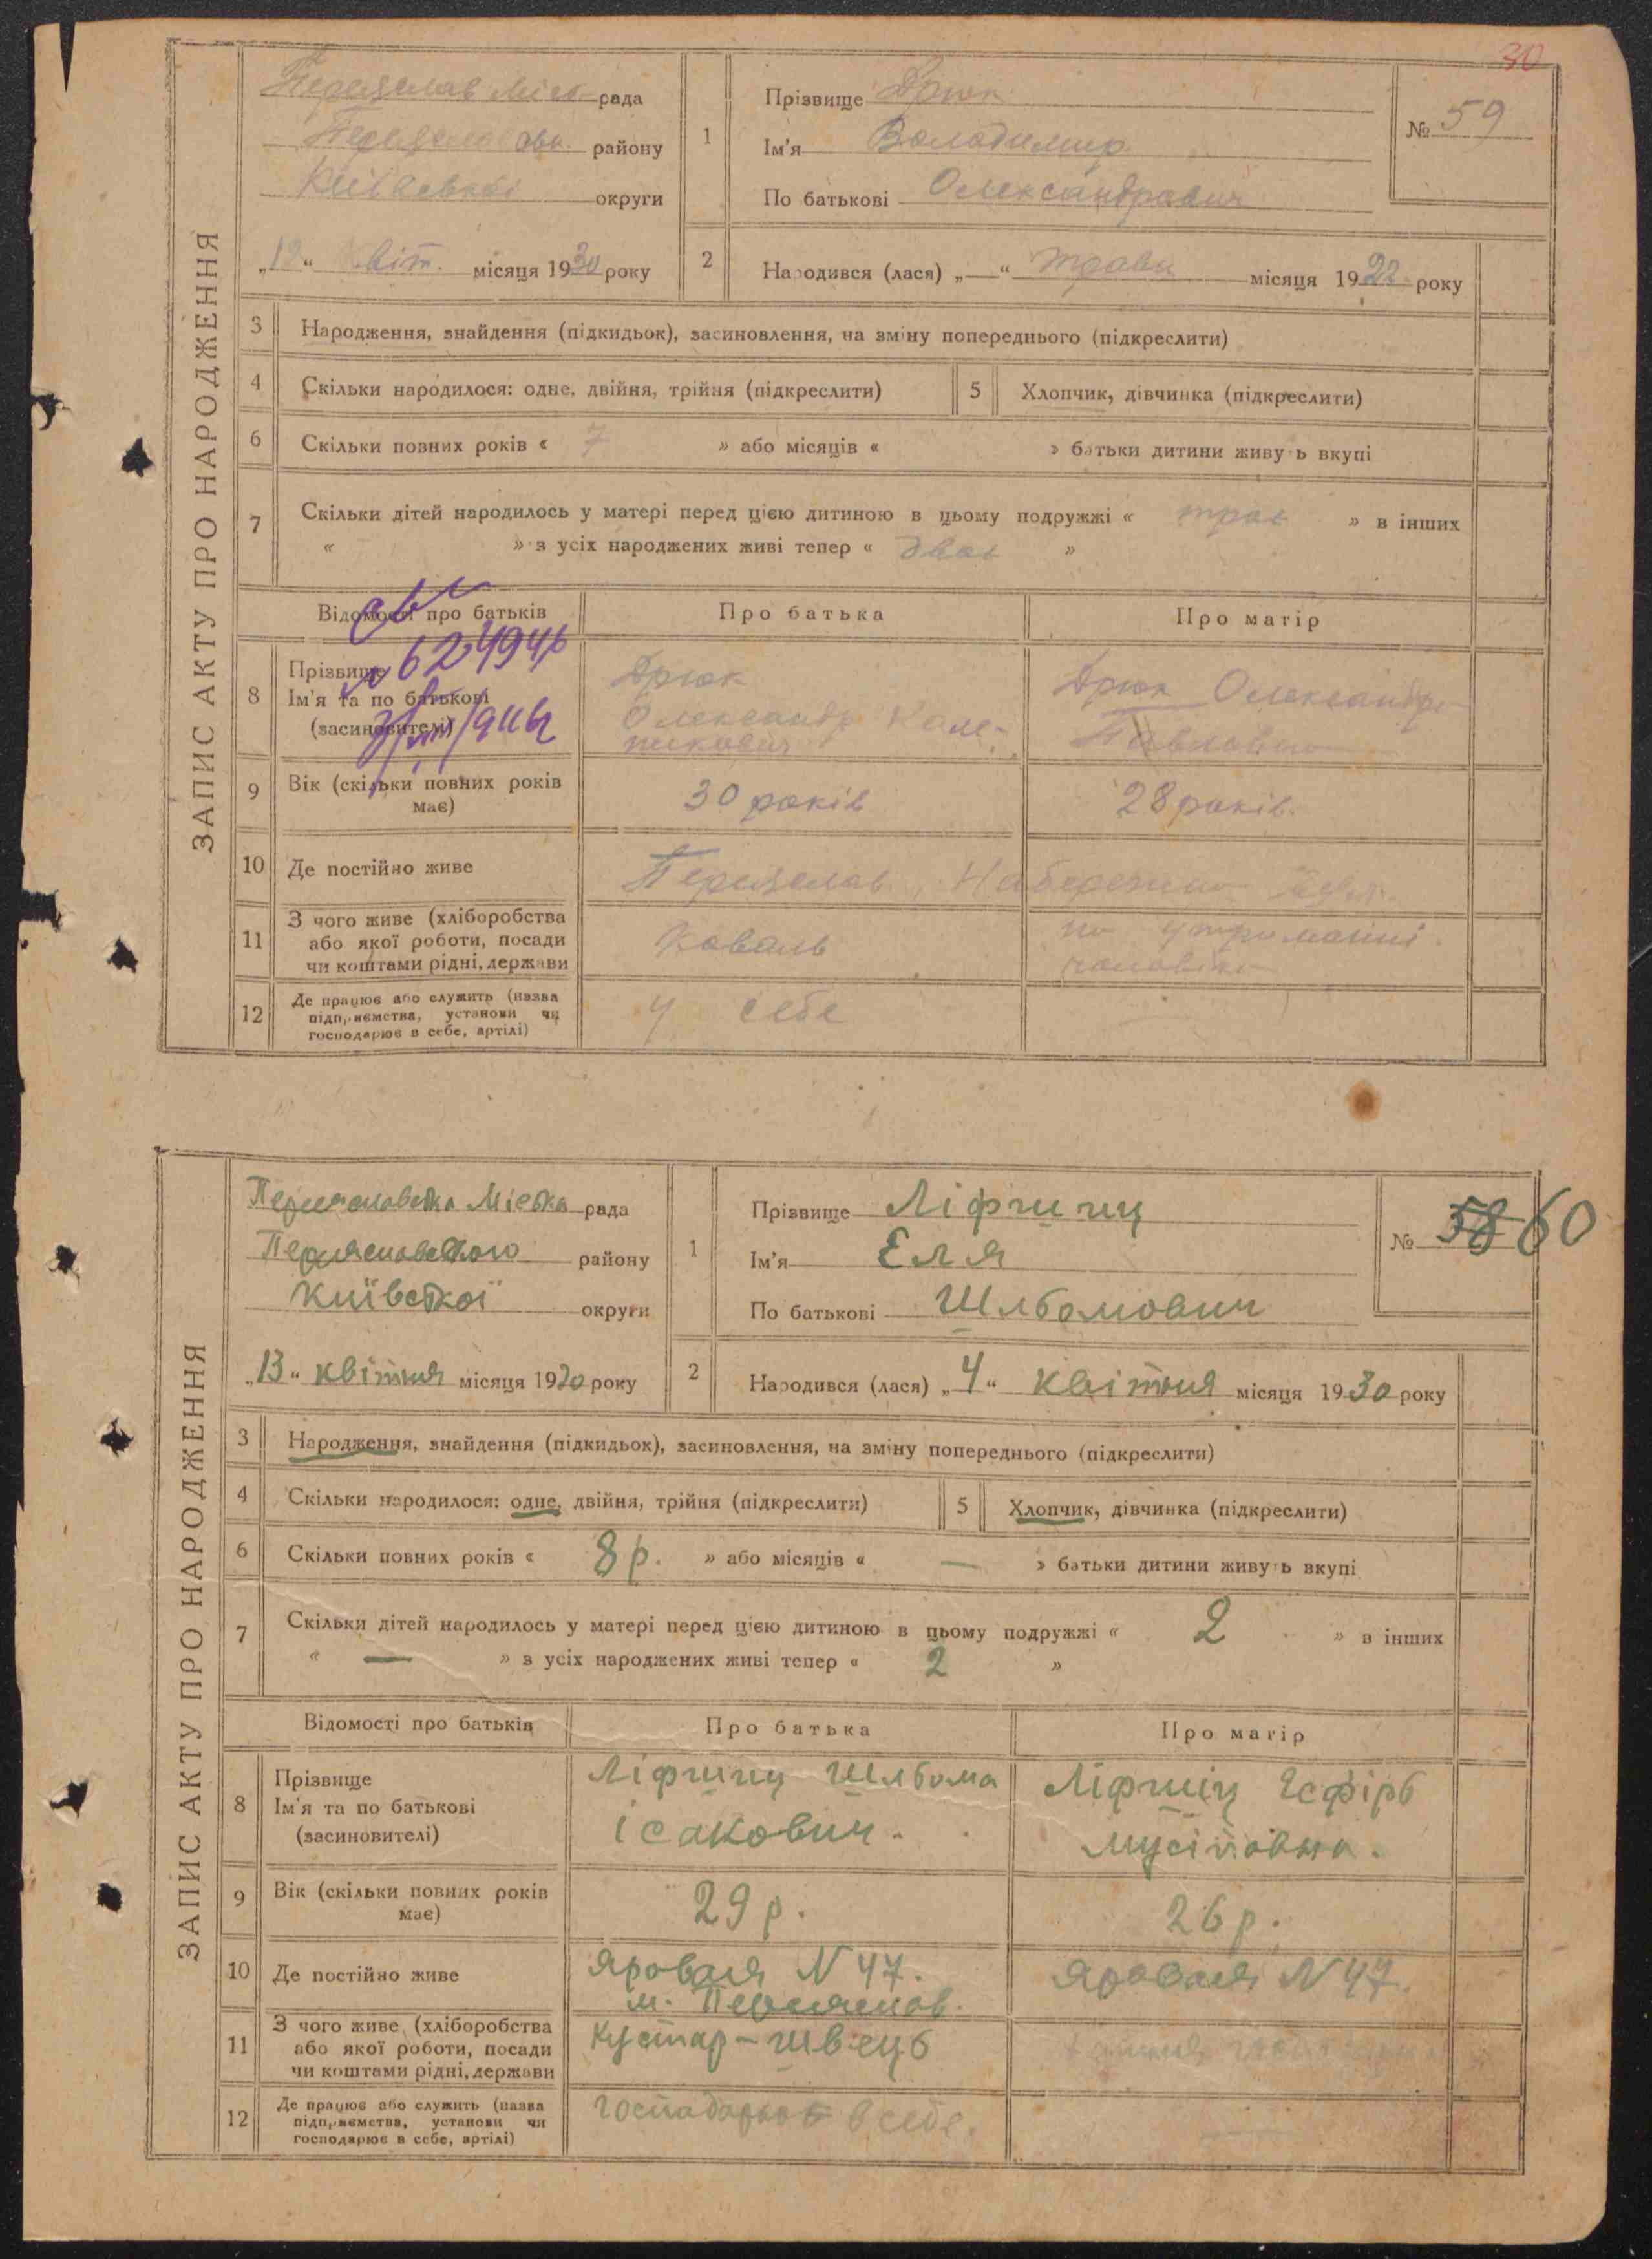 30
ЗАПИС АКТУ ПРО НАРОДЖЕННЯ
Переяслав Міск рада
району
Київської округи
"12" Квіт. місяця 1930 року
1
Прізвище Дрюк
Ім'я Володимир
По батькові Олександрович
№ 59
2
Народився (лася) „—“ трав місяця 1922 року
3 Народження, знайдення (підкидьок), засиновлення, на зміну попереднього (підкреслити)
4 Скільки народилося: одне, двійня, трійня (підкреслити) 5 Хлопчик, дівчинка (підкреслити)
6 Скільки повних років « 7 » або місяців « » батьки дитини живуть вкупі
7 Скільки дітей народилось у матері перед цією дитиною в цьому подружжі « троє » в інших
« » з усіх народжених живі тепер « двоє »
Відомості про батьків Про батька Про матір
8 Прізвище
Ім'я та по батькові
(засиновителі)
Дрюк
Олександр
Дрюк Олександра
Павловна
9 Вік (скільки повних років має) 30 років 28 років.
10 Де постійно живе Переяслав, Набережна
11 З чого живе (хліборобства
або якої роботи, посади
чи коштами рідні, держави
Коваль
на утриманні
чоловіка
12 Де працює або служить (назва
підприємства, установи чи
господарює в себе, артілі)
у себе
—
ЗАПИС АКТУ ПРО НАРОДЖЕННЯ
Переяславська Міська рада
Переяславського району
Київської округи
„13“ квітня місяця 1930 року
1
Прізвище Ліфшиц
Ім'я Еля
По батькові Шльомович
№ 58 60
2
Народився (лася) „4“ квітня місяця 1930 року
3 Народження, знайдення (підкидьок), засиновлення, на зміну попереднього (підкреслити)
4 Скільки народилося: одне, двійня, трійня (підкреслити) 5 Хлопчик, дівчинка (підкреслити)
6 Скільки повних років « 8 р. » або місяців « — » батьки дитини живуть вкупі
7 Скільки дітей народилось у матері перед цією дитиною в цьому подружжі « 2 » в інших
« — » з усіх народжених живі тепер « 2 »
Відомості про батьків Про батька Про матір
8 Прізвище
Ім'я та по батькові
(засиновителі)
Ліфшиц Шльома
Ісакович.
Ліфшіц Есфірь
Мусіповна.
9 Вік (скільки повних років має) 29 р. 26 р.
10 Де постійно живе
Яровая N 47.
м. Переяслав.
Яровая N 47.
11 З чого живе (хліборобства
або якої роботи, посади
чи коштами рідні, держави
Кустар-швець
12 Де працює або служить (назва
підприємства, установи чи
господарює в себе, артілі)
господарює в себе.
—